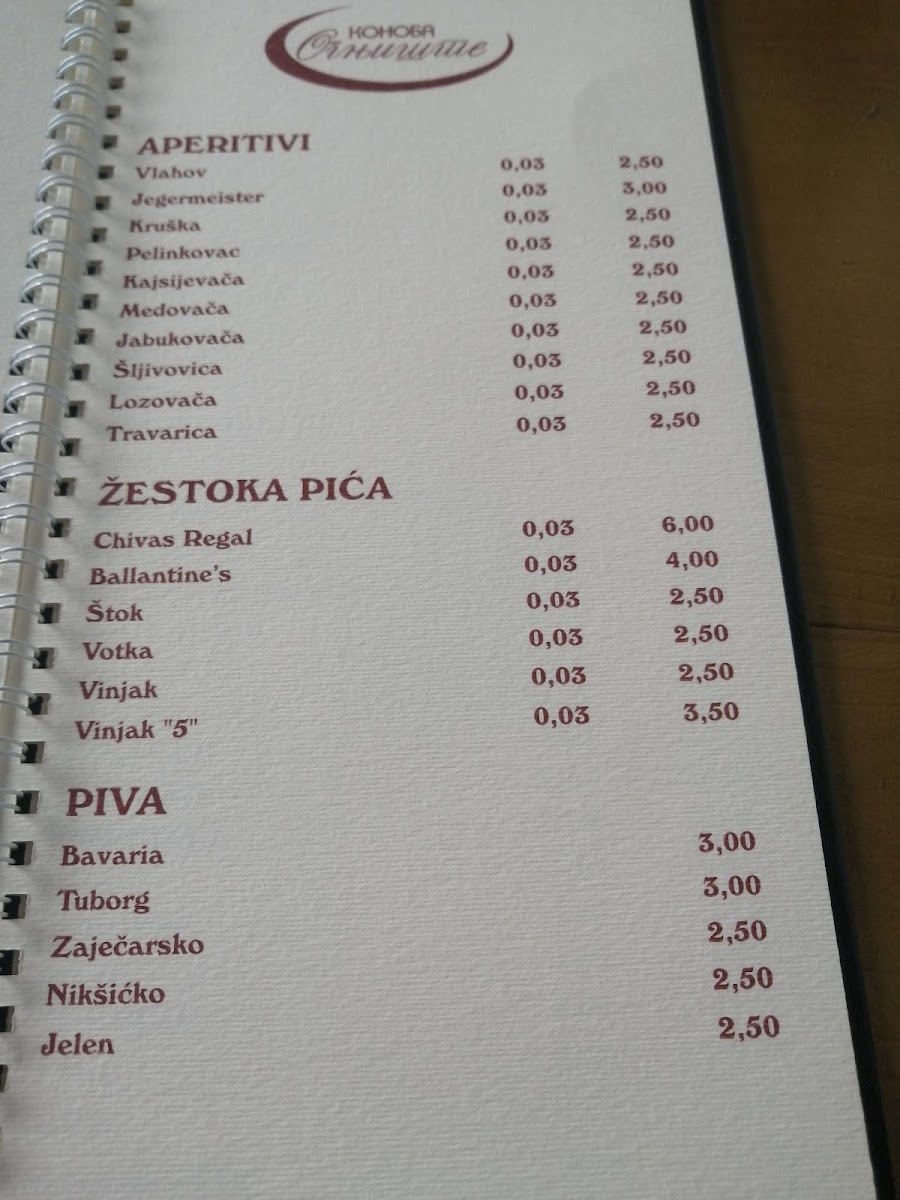 КОНОБА
Огњиште
APERITIVI
Vlahov 0,03 2,50
Jegermeister 0,03 3,00
Kruška 0,03 2,50
Pelinkovac 0,03 2,50
Kajsijevača 0,03 2,50
Medovača 0,03 2,50
Jabukovača 0,03 2,50
Šljivovica 0,03 2,50
Lozovača 0,03 2,50
Travarica 0,03 2,50
ŽESTOKA PIĆA
Chivas Regal 0,03 6,00
Ballantine's 0,03 4,00
Štok 0,03 2,50
Votka 0,03 2,50
Vinjak 0,03 2,50
Vinjak "5" 0,03 3,50
PIVA
Bavaria 3,00
Tuborg 3,00
Zaječarsko 2,50
Nikšićko 2,50
Jelen 2,50